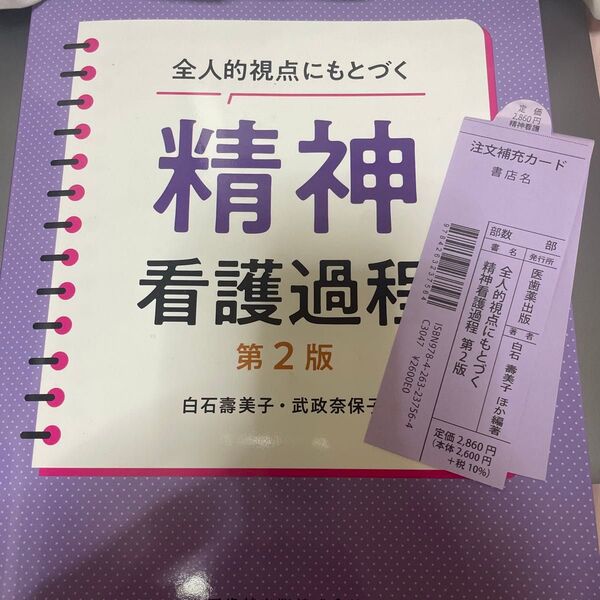 全人的視点にもとづく
精神
看護過程
第2版
白石壽美子・武政奈保子
定価
2,860円
精神看護
注文補充カード
書店名
部数 部
書名
発行所
医歯薬出版
著者
白石 壽美子 ほか編著
全人的視点にもとづく
精神看護過程 第2版
9784263237564
ISBN978-4-263-23756-4
C3047 ¥2600E0
定価 2,860円
(本体 2,600円
+税10%)